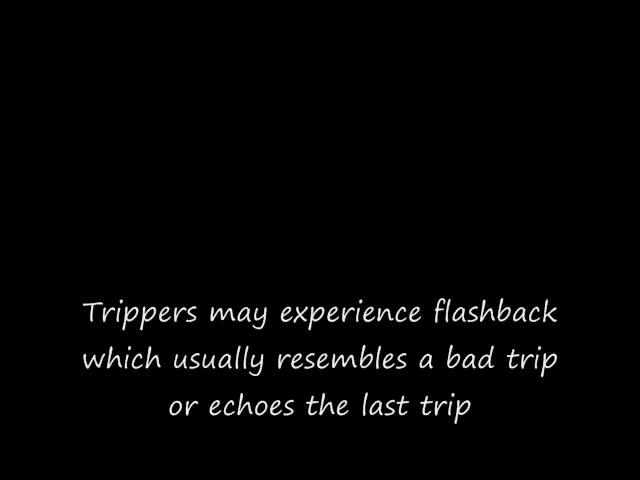 Trippers may experience flashback
which usually resembles a bad trip
or echoes the last trip